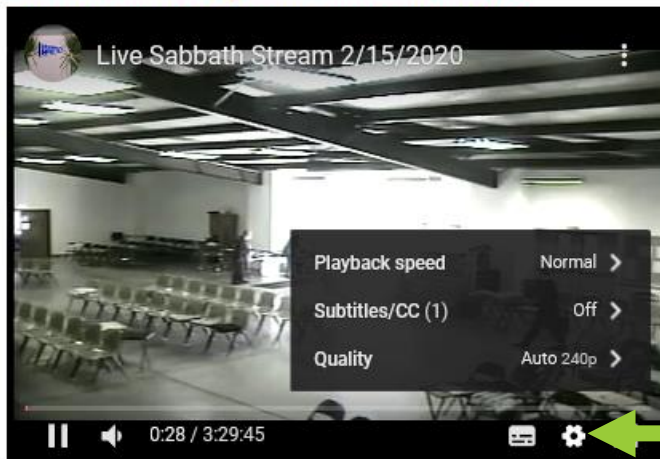 Live Sabbath Stream 2/15/2020
Playback speed Normal
Subtitles/CC (1) Off
Quality Auto 240p
0:28 / 3:29:45